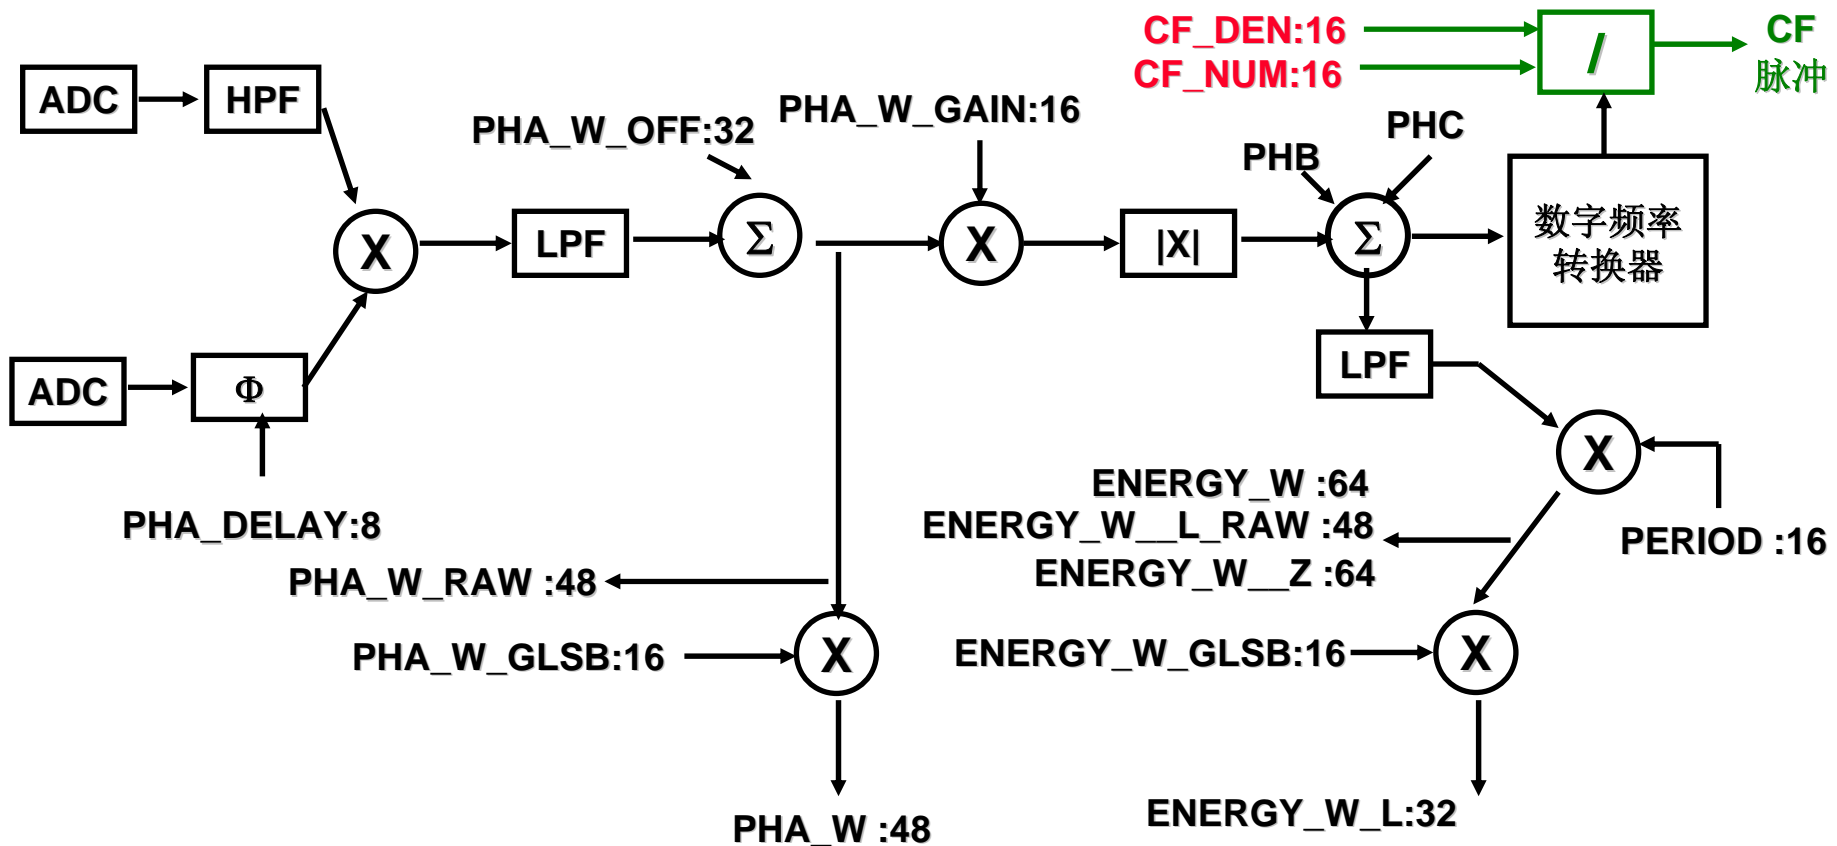 CF_DEN:16
CF
CF_NUM:16
脉冲
/
ADC
HPF
PHA_W_OFF:32
PHA_W_GAIN:16
PHB
PHC
X
LPF
Σ
X
|X|
Σ
数字频率
转换器
LPF
ADC
Φ
X
PHA_DELAY:8
ENERGY_W :64
ENERGY_W__L_RAW :48
ENERGY_W__Z :64
PERIOD :16
PHA_W_RAW :48
PHA_W_GLSB:16
X
ENERGY_W_GLSB:16
X
PHA_W :48
ENERGY_W_L:32